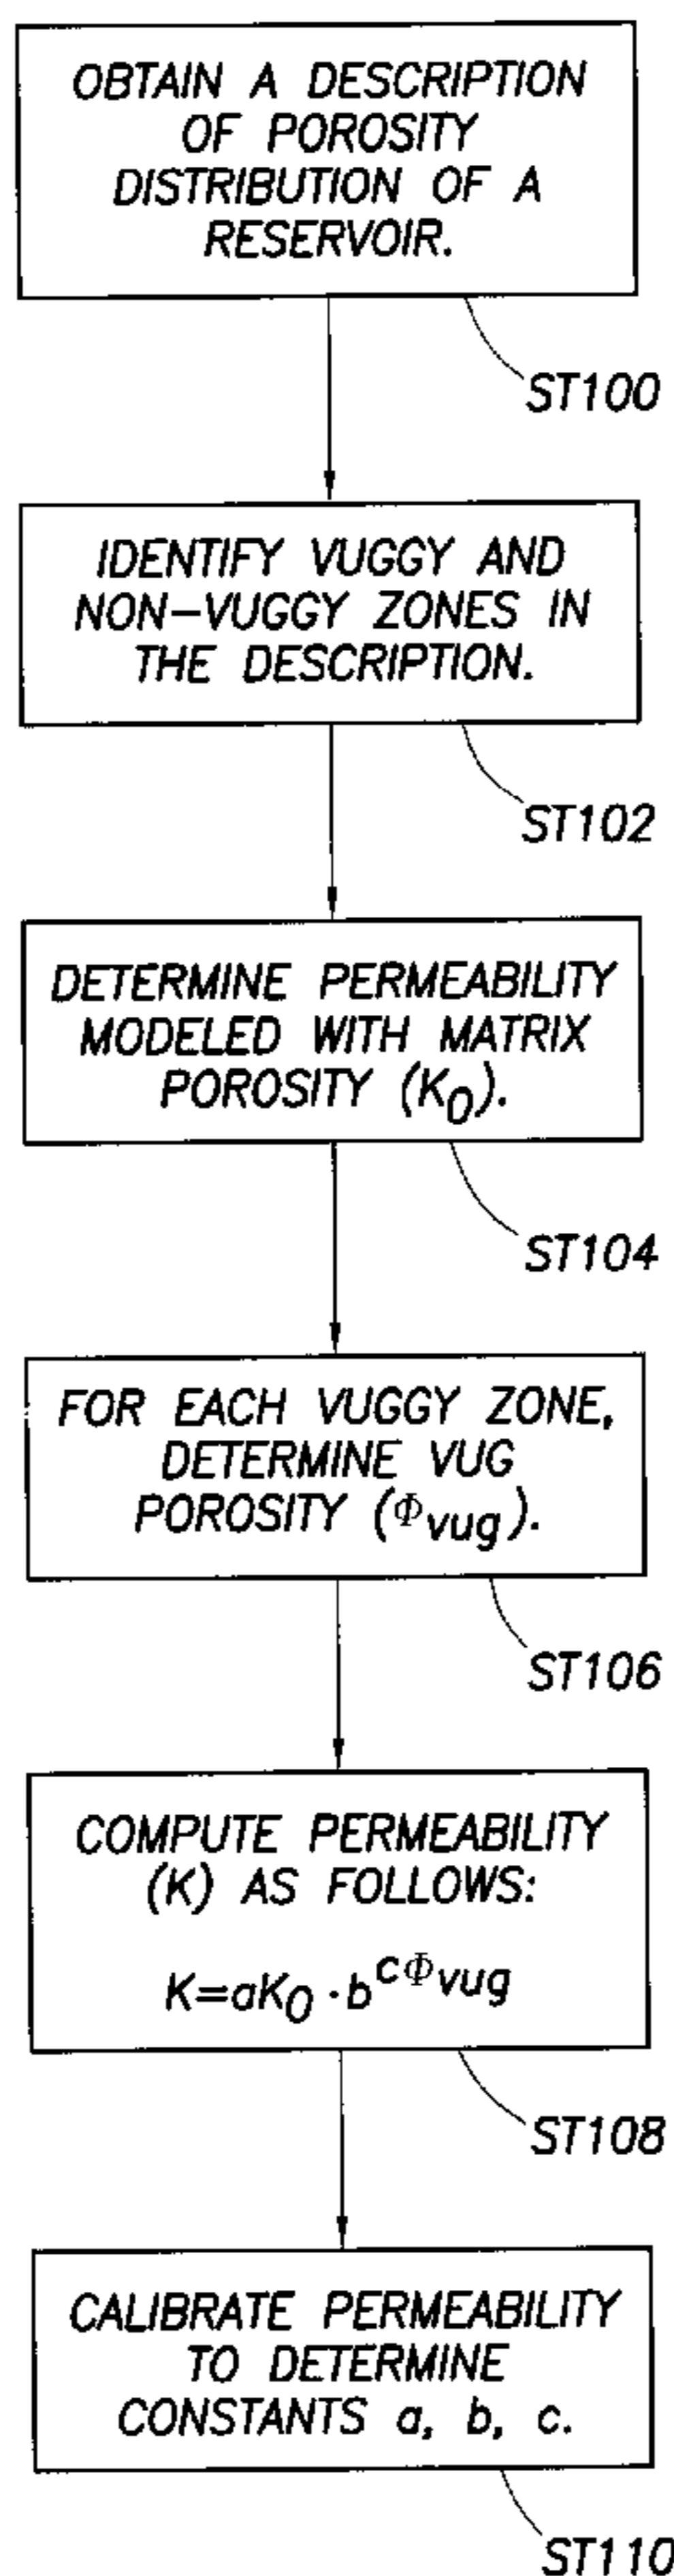 OBTAIN A DESCRIPTION
OF POROSITY
DISTRIBUTION OF A
RESERVOIR.
ST100
IDENTIFY VUGGY AND
NON-VUGGY ZONES IN
THE DESCRIPTION.
ST102
DETERMINE PERMEABILITY
MODELED WITH MATRIX
POROSITY (K₀).
ST104
FOR EACH VUGGY ZONE,
DETERMINE VUG
POROSITY (Φvug).
ST106
COMPUTE PERMEABILITY
(K) AS FOLLOWS:
K=aK₀·b^cΦvug
ST108
CALIBRATE PERMEABILITY
TO DETERMINE
CONSTANTS a, b, c.
ST110